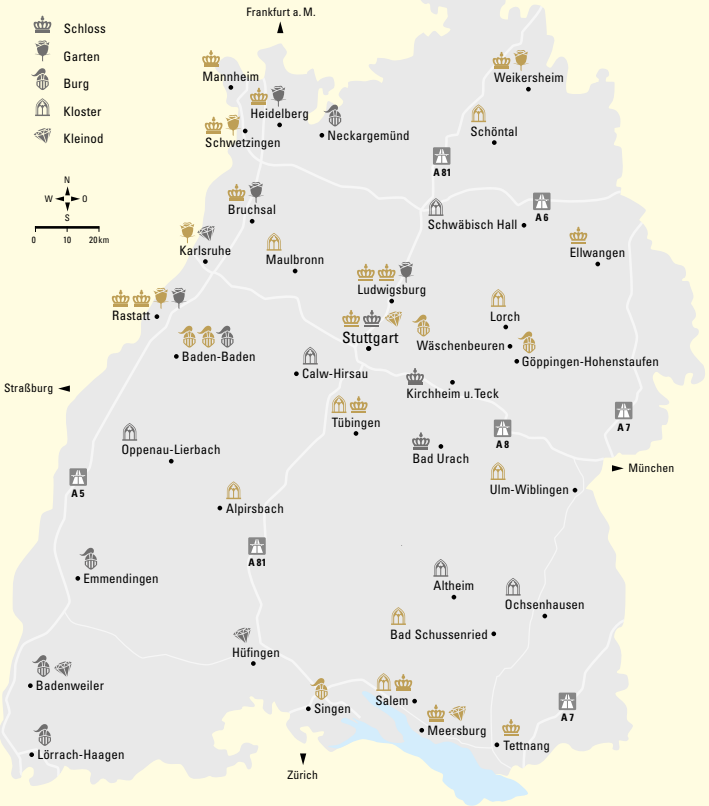 Frankfurt a. M.
Schloss
Garten
Burg
Kloster
Kleinod
N
W
O
S
0 10 20 km
Mannheim
Weikersheim
Heidelberg
Schwetzingen
Neckargemünd
Schöntal
A 81
Bruchsal
Schwäbisch Hall
A 6
Karlsruhe
Maulbronn
Ellwangen
Ludwigsburg
Rastatt
Lorch
Stuttgart
Baden-Baden
Wäschenbeuren
Göppingen-Hohenstaufen
Calw-Hirsau
Straßburg
Kirchheim u. Teck
Tübingen
A 7
A 8
Oppenau-Lierbach
Bad Urach
München
A 5
Ulm-Wiblingen
Alpirsbach
A 81
Emmendingen
Altheim
Ochsenhausen
Bad Schussenried
Hüfingen
Badenweiler
Salem
Singen
A 7
Meersburg
Tettnang
Lörrach-Haagen
Zürich